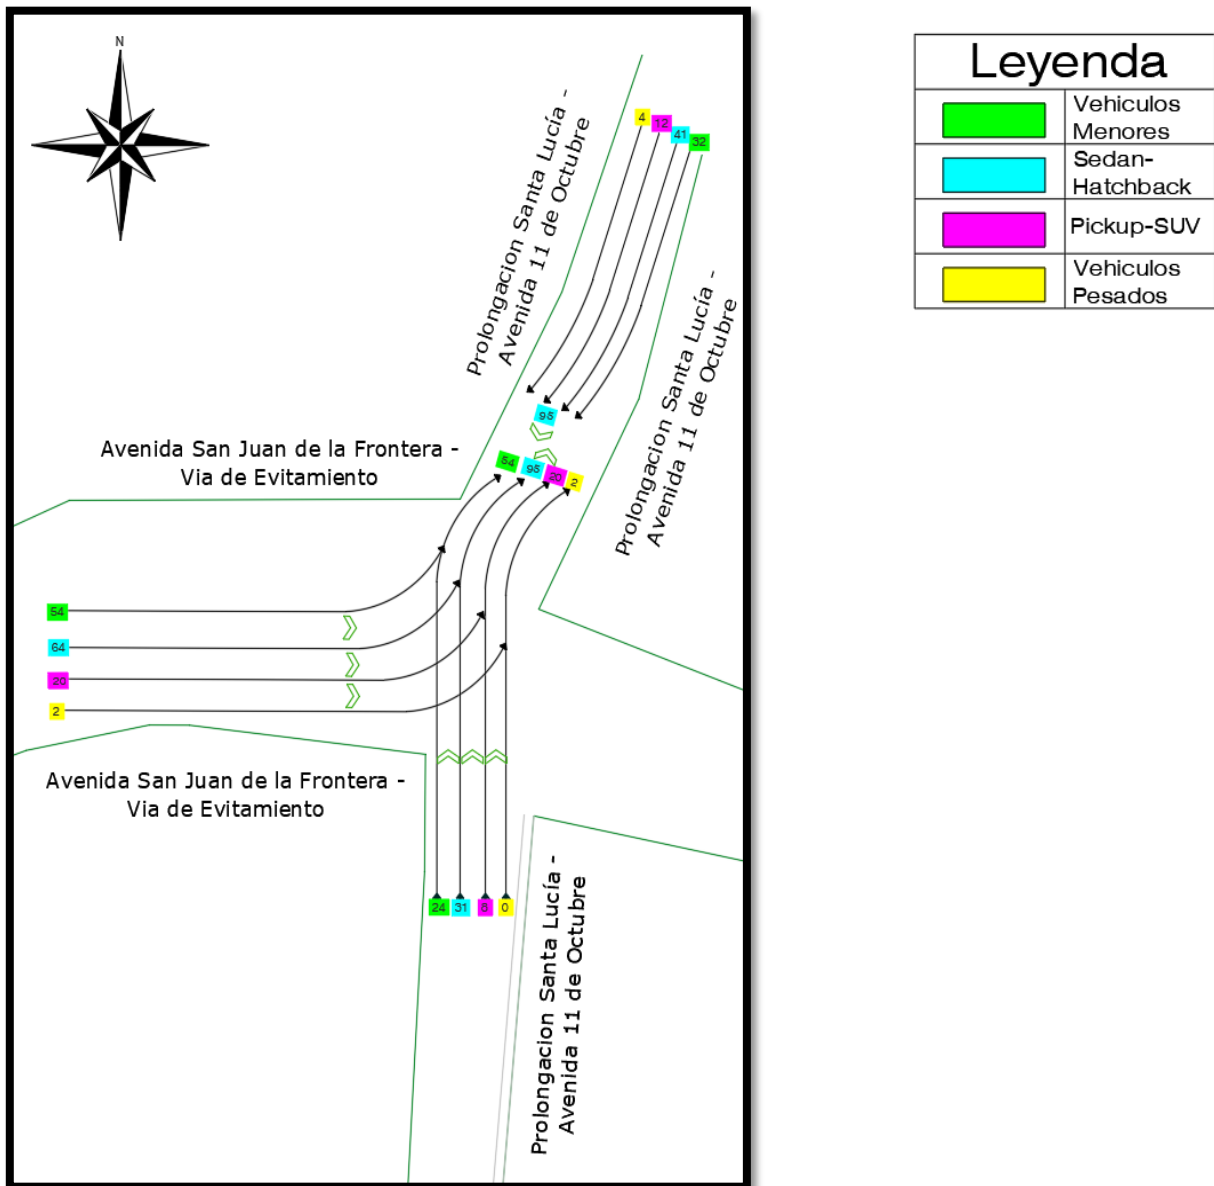 N
Leyenda
Vehiculos
Menores
Sedan-
Hatchback
Pickup-SUV
Vehiculos
Pesados
Prolongacion Santa Lucía -
Avenida 11 de Octubre
4
12
41
32
Prolongacion Santa Lucía -
Avenida 11 de Octubre
95
54
95
20
2
Avenida San Juan de la Frontera -
Via de Evitamiento
54
64
20
2
Avenida San Juan de la Frontera -
Via de Evitamiento
24
31
8
0
Prolongacion Santa Lucía -
Avenida 11 de Octubre